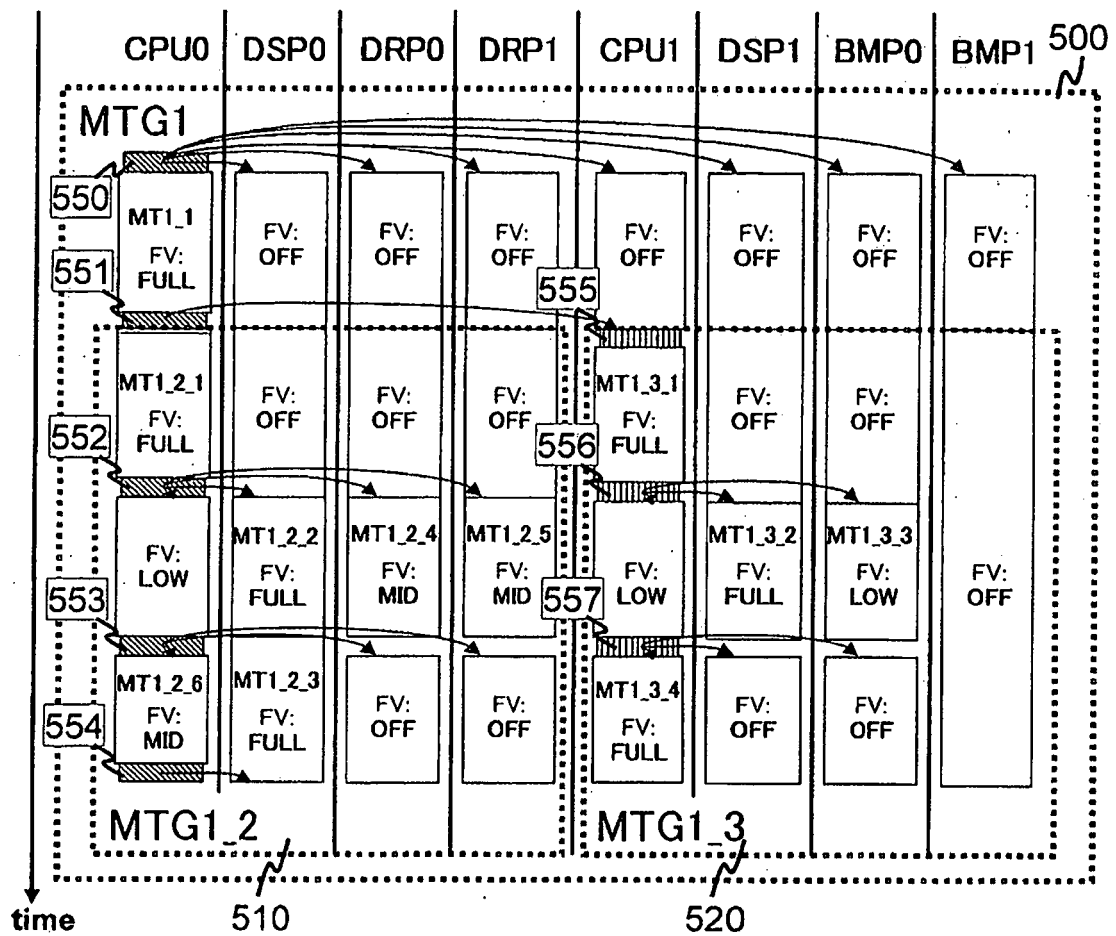 CPU0 DSP0 DRP0 DRP1 CPU1 DSP1 BMP0 BMP1
500
MTG1
550
MT1_1
FV:
FULL
FV:
OFF
FV:
OFF
FV:
OFF
FV:
OFF
FV:
OFF
FV:
OFF
FV:
OFF
551
555
MT1_2_1
FV:
FULL
FV:
OFF
FV:
OFF
FV:
OFF
MT1_3_1
FV:
FULL
FV:
OFF
FV:
OFF
552
556
FV:
LOW
MT1_2_2
FV:
FULL
MT1_2_4
FV:
MID
MT1_2_5
FV:
MID
FV:
LOW
MT1_3_2
FV:
FULL
MT1_3_3
FV:
LOW
FV:
OFF
553
557
MT1_2_6
FV:
MID
MT1_2_3
FV:
FULL
FV:
OFF
FV:
OFF
MT1_3_4
FV:
FULL
FV:
OFF
FV:
OFF
554
MTG1_2
MTG1_3
time
510
520